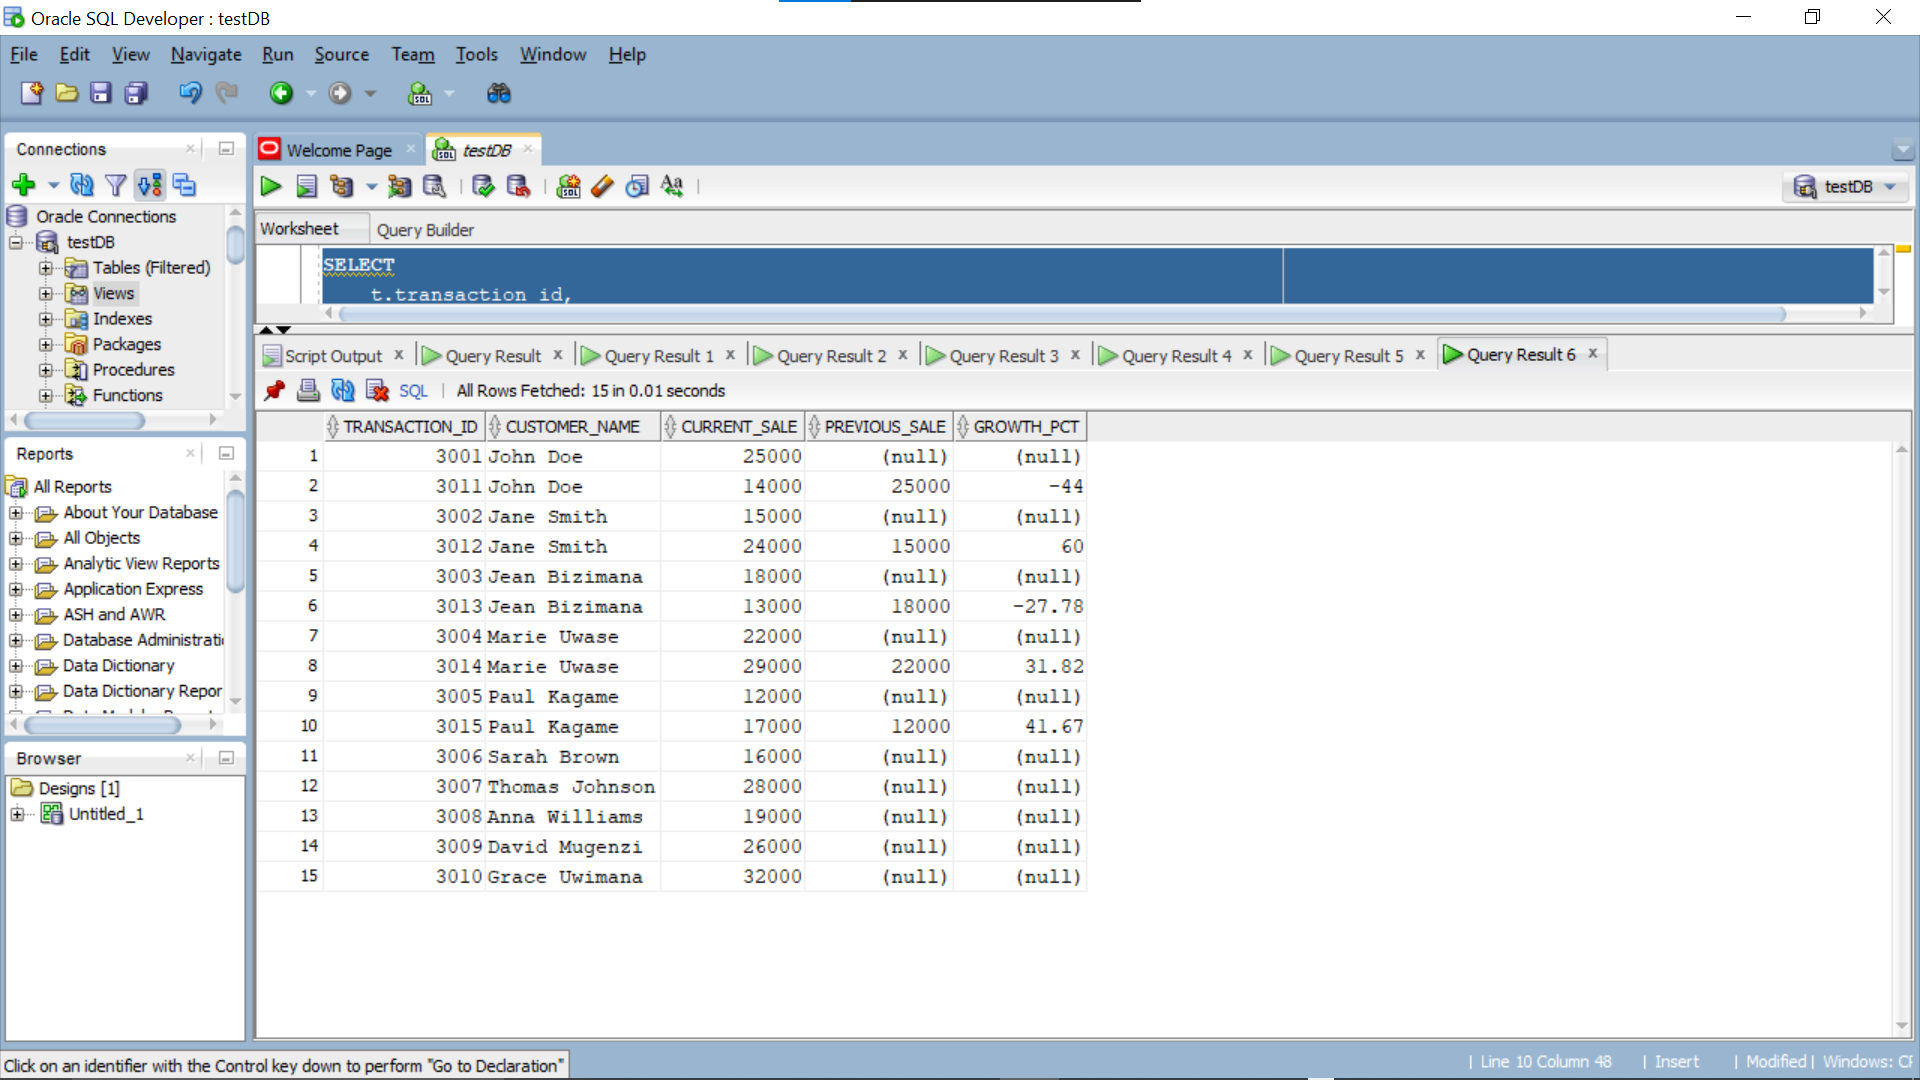 Oracle SQL Developer : testDB
File Edit View Navigate Run Source Team Tools Window Help
Connections
Oracle Connections
testDB
Tables (Filtered)
Views
Indexes
Packages
Procedures
Functions
Reports
All Reports
About Your Database
All Objects
Analytic View Reports
Application Express
ASH and AWR
Database Administrati
Data Dictionary
Data Dictionary Repor
Browser
Designs [1]
Untitled_1
Welcome Page testDB
testDB
Worksheet Query Builder
SELECT
t.transaction_id,
Script Output Query Result Query Result 1 Query Result 2 Query Result 3 Query Result 4 Query Result 5 Query Result 6
SQL All Rows Fetched: 15 in 0.01 seconds
TRANSACTION_ID CUSTOMER_NAME CURRENT_SALE PREVIOUS_SALE GROWTH_PCT
1 3001 John Doe 25000 (null) (null)
2 3011 John Doe 14000 25000 -44
3 3002 Jane Smith 15000 (null) (null)
4 3012 Jane Smith 24000 15000 60
5 3003 Jean Bizimana 18000 (null) (null)
6 3013 Jean Bizimana 13000 18000 -27.78
7 3004 Marie Uwase 22000 (null) (null)
8 3014 Marie Uwase 29000 22000 31.82
9 3005 Paul Kagame 12000 (null) (null)
10 3015 Paul Kagame 17000 12000 41.67
11 3006 Sarah Brown 16000 (null) (null)
12 3007 Thomas Johnson 28000 (null) (null)
13 3008 Anna Williams 19000 (null) (null)
14 3009 David Mugenzi 26000 (null) (null)
15 3010 Grace Uwimana 32000 (null) (null)
Click on an identifier with the Control key down to perform "Go to Declaration"
| Line 10 Column 48 | Insert | Modified | Windows: CF